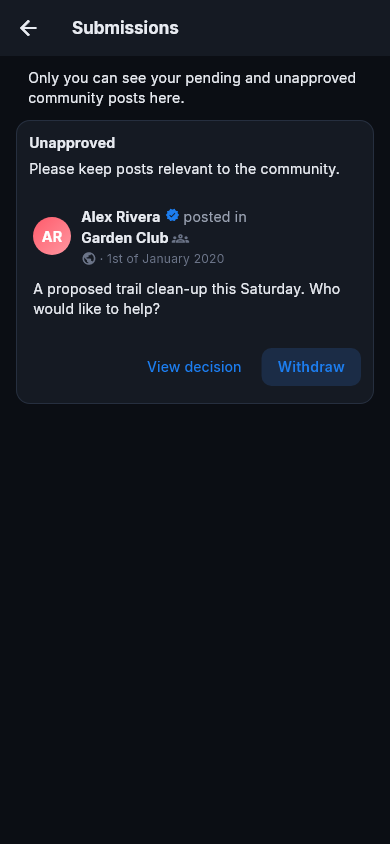 Submissions
Only you can see your pending and unapproved
community posts here.
Unapproved
Please keep posts relevant to the community.
AR
Alex Rivera posted in
Garden Club
· 1st of January 2020
A proposed trail clean-up this Saturday. Who
would like to help?
View decision
Withdraw